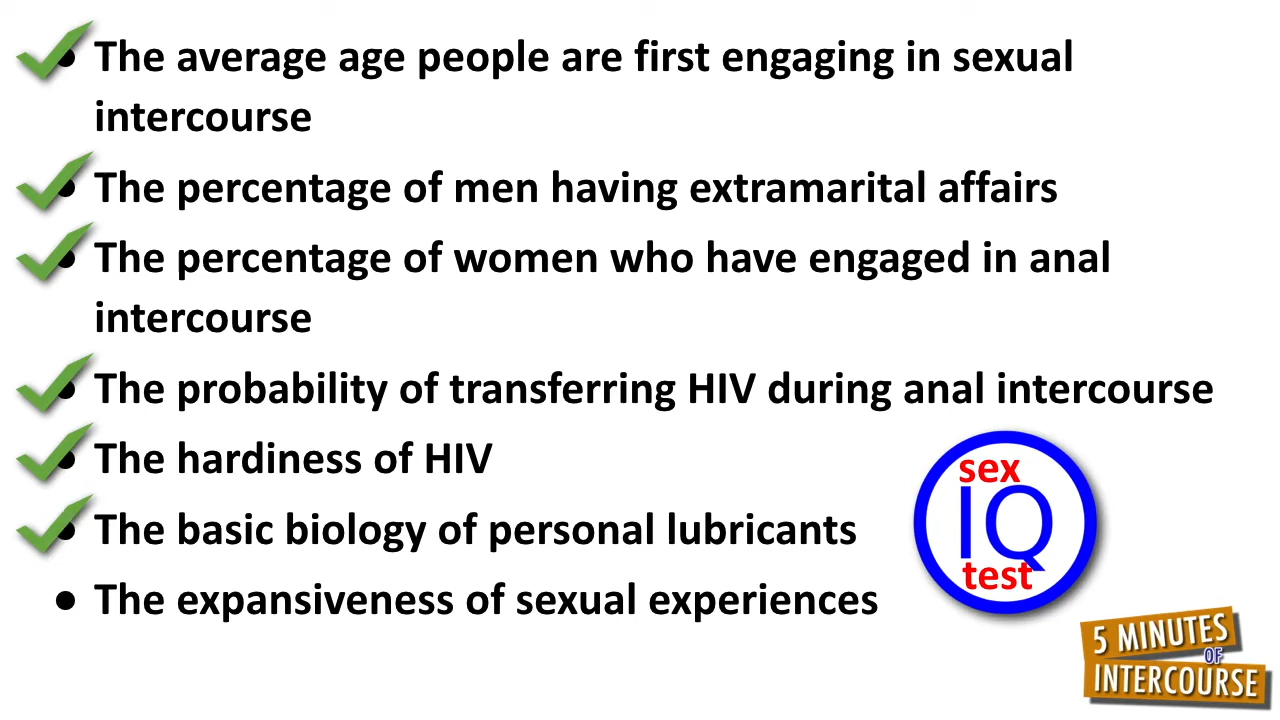 The average age people are first engaging in sexual
intercourse
The percentage of men having extramarital affairs
The percentage of women who have engaged in anal
intercourse
The probability of transferring HIV during anal intercourse
The hardiness of HIV
The basic biology of personal lubricants
The expansiveness of sexual experiences
sex
IQ
test
5 MINUTES
OF
INTERCOURSE